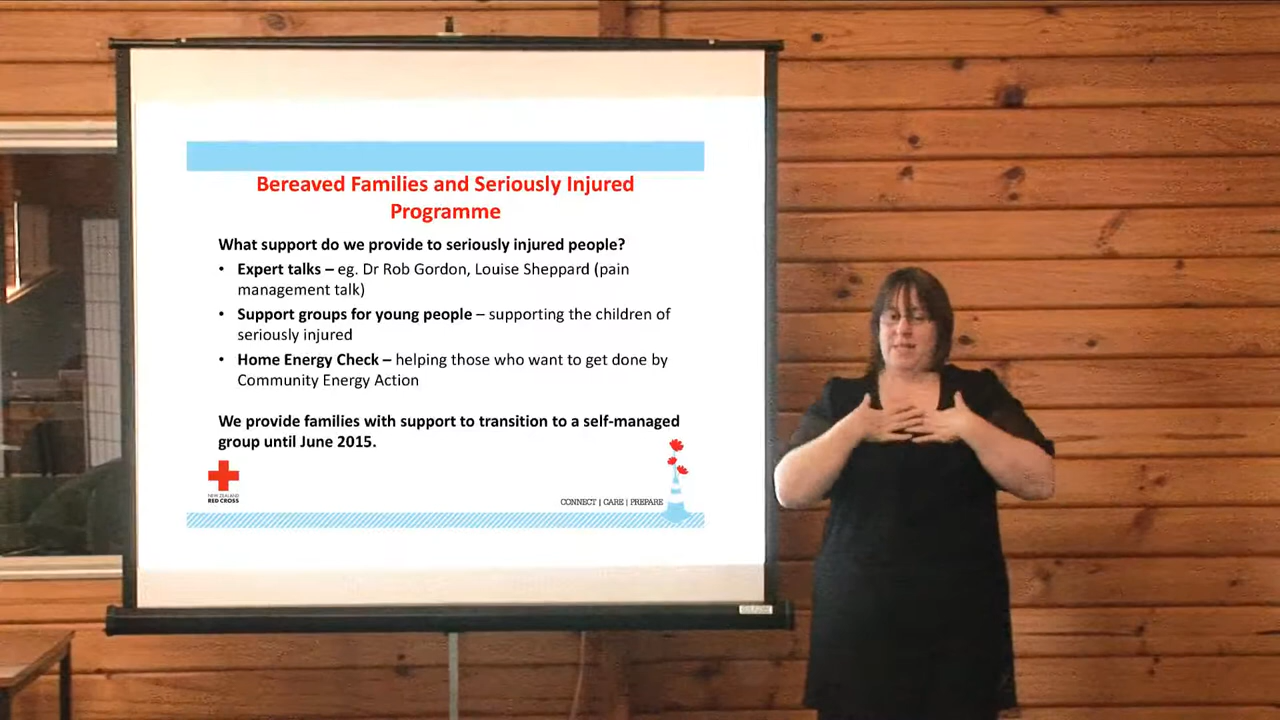 Bereaved Families and Seriously Injured
Programme
What support do we provide to seriously injured people?
• Expert talks – eg. Dr Rob Gordon, Louise Sheppard (pain
management talk)
• Support groups for young people – supporting the children of
seriously injured
• Home Energy Check – helping those who want to get done by
Community Energy Action
We provide families with support to transition to a self-managed
group until June 2015.
NEW ZEALAND
RED CROSS
CONNECT | CARE | PREPARE